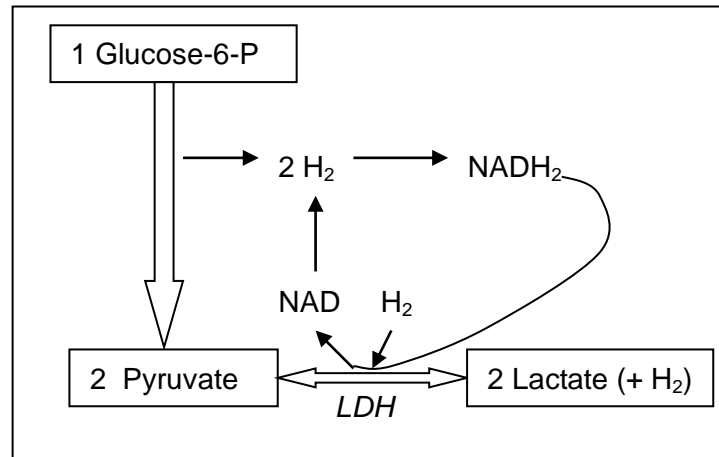 1 Glucose-6-P
2 H₂ NADH₂
NAD H₂
2 Pyruvate 2 Lactate (+ H₂)
LDH